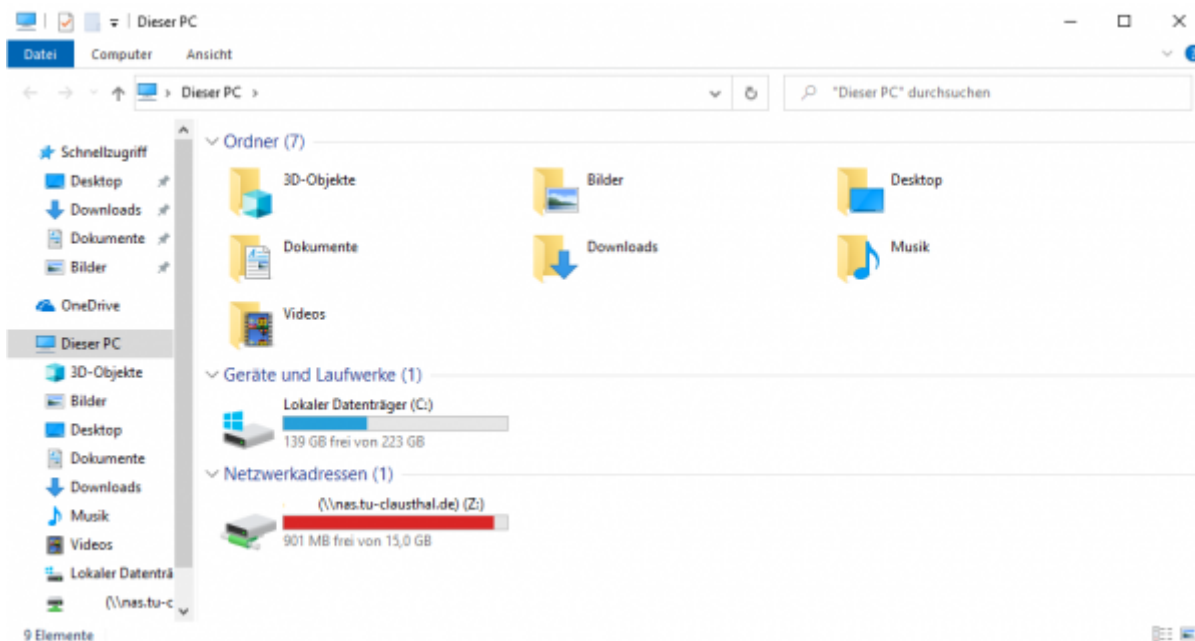 Dieser PC
Datei Computer Ansicht
Dieser PC
"Dieser PC" durchsuchen
Schnellzugriff
Desktop
Downloads
Dokumente
Bilder
OneDrive
Dieser PC
3D-Objekte
Bilder
Desktop
Dokumente
Downloads
Musik
Videos
Lokaler Datenträ
(\\nas.tu-c
Ordner (7)
3D-Objekte Bilder Desktop
Dokumente Downloads Musik
Videos
Geräte und Laufwerke (1)
Lokaler Datenträger (C:)
139 GB frei von 223 GB
Netzwerkadressen (1)
(\\nas.tu-clausthal.de) (Z:)
901 MB frei von 15,0 GB
9 Elemente